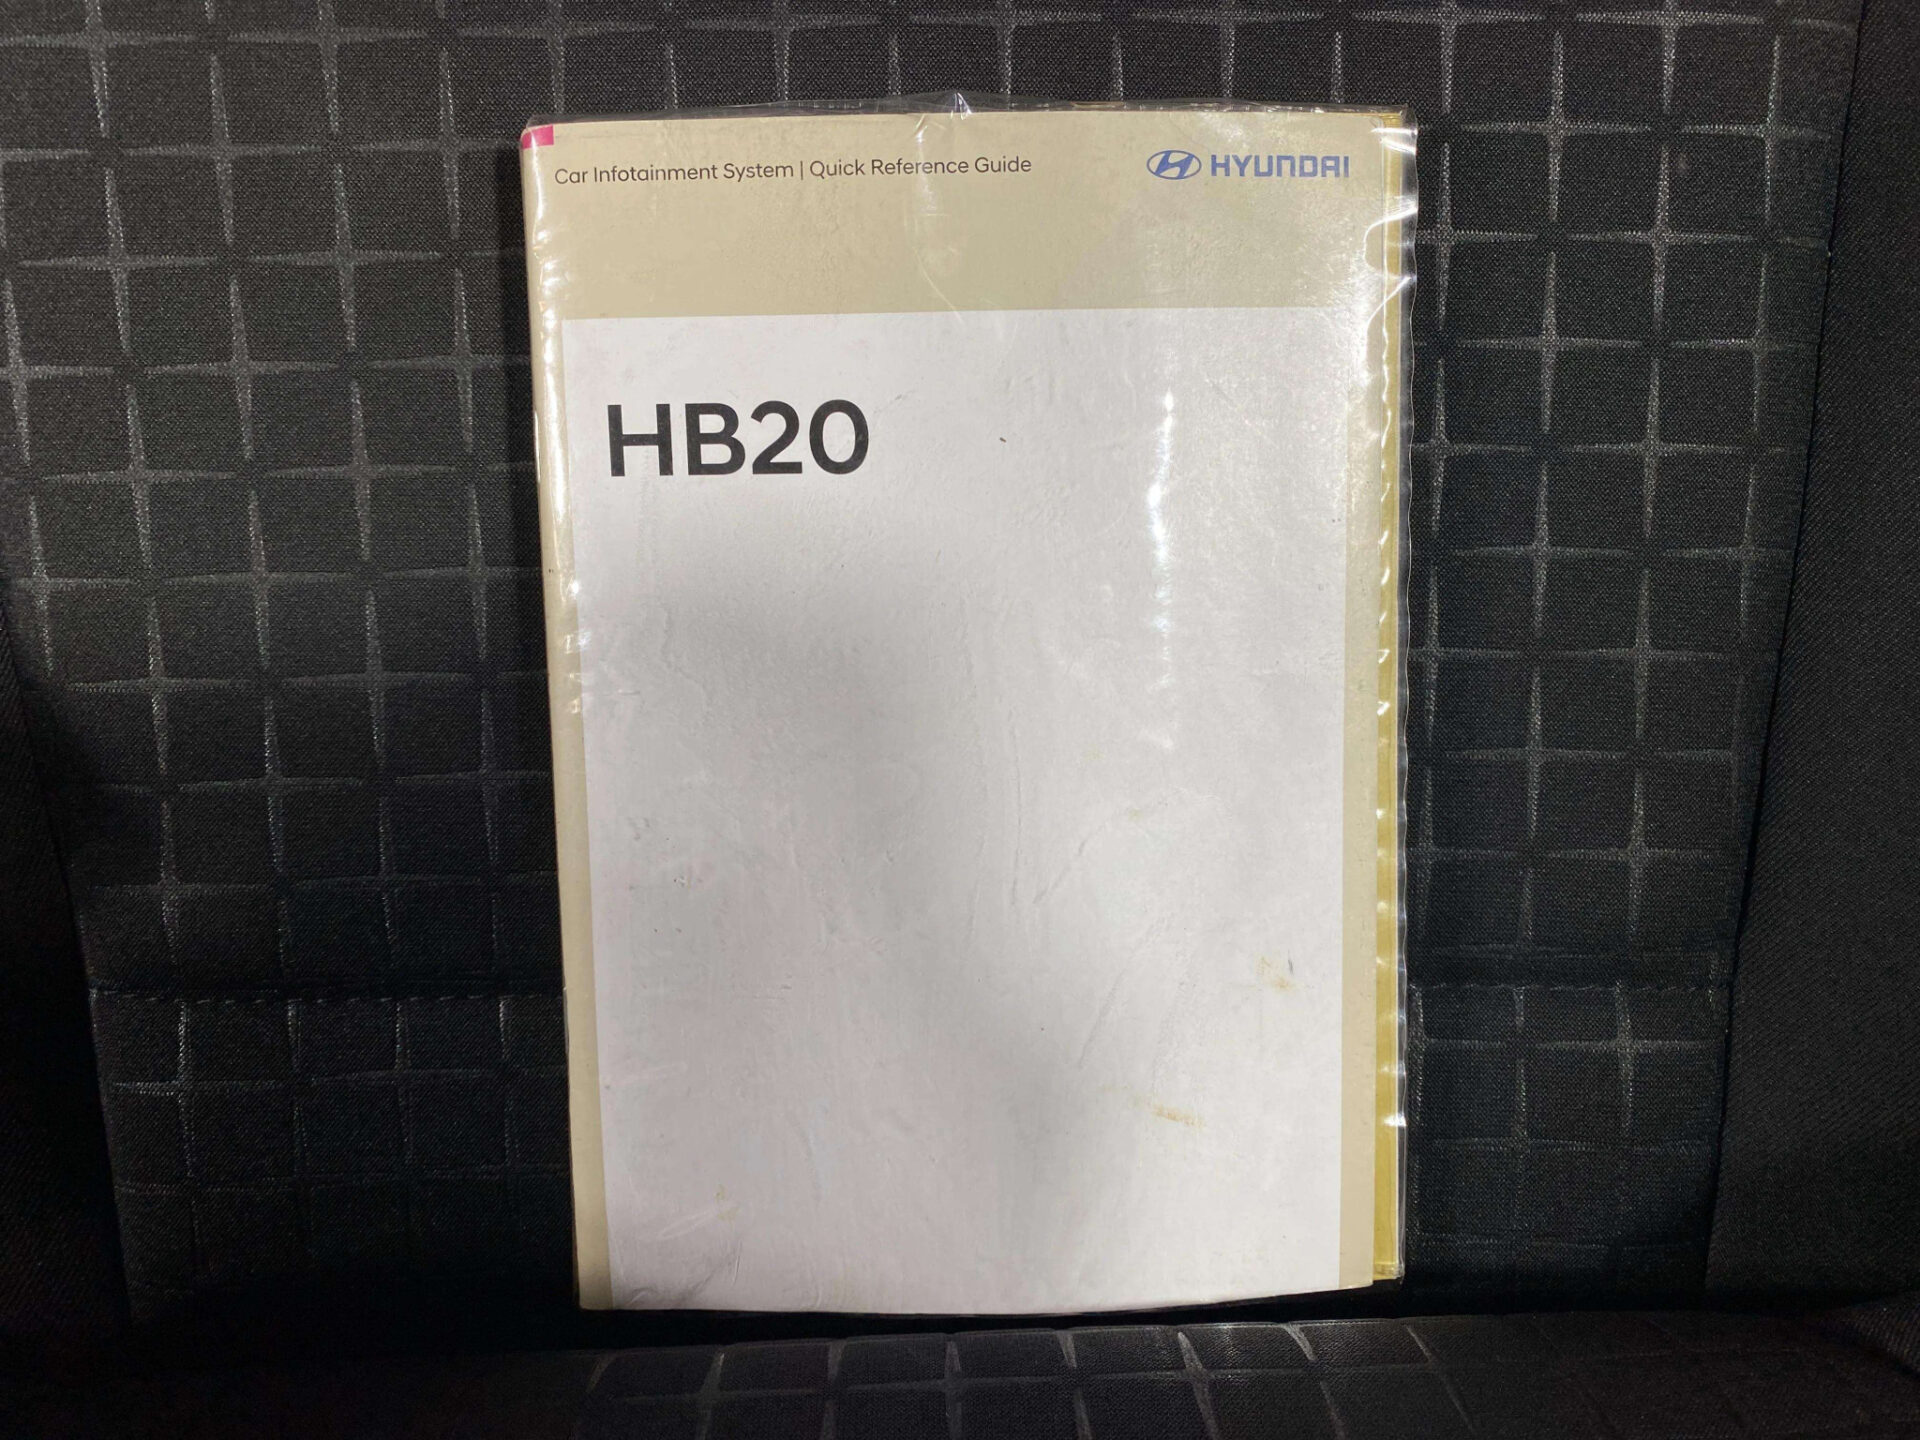 Car Infotainment System | Quick Reference Guide
HYUNDAI
HB20